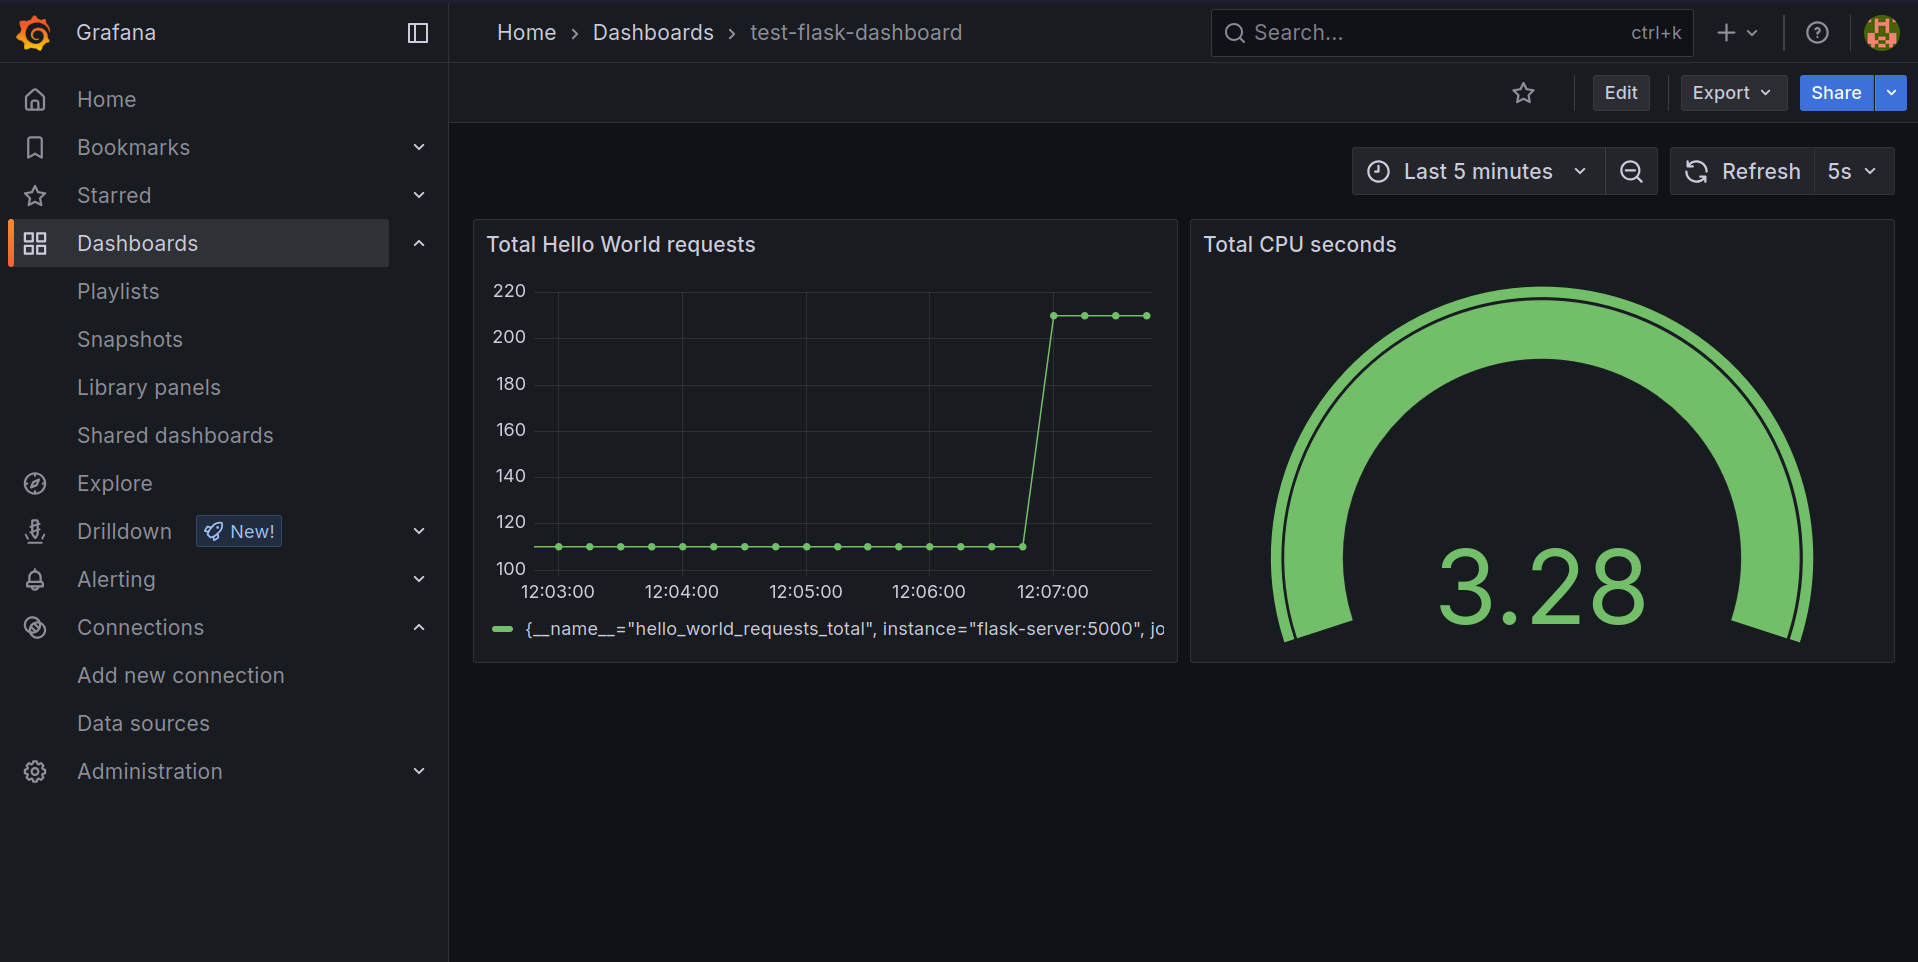 Grafana
Home › Dashboards › test-flask-dashboard
Search... ctrl+k
Home
Bookmarks
Starred
Dashboards
Playlists
Snapshots
Library panels
Shared dashboards
Explore
Drilldown New!
Alerting
Connections
Add new connection
Data sources
Administration
Edit Export Share
Last 5 minutes Refresh 5s
Total Hello World requests
220
200
180
160
140
120
100
12:03:00 12:04:00 12:05:00 12:06:00 12:07:00
{__name__="hello_world_requests_total", instance="flask-server:5000", jo
Total CPU seconds
3.28